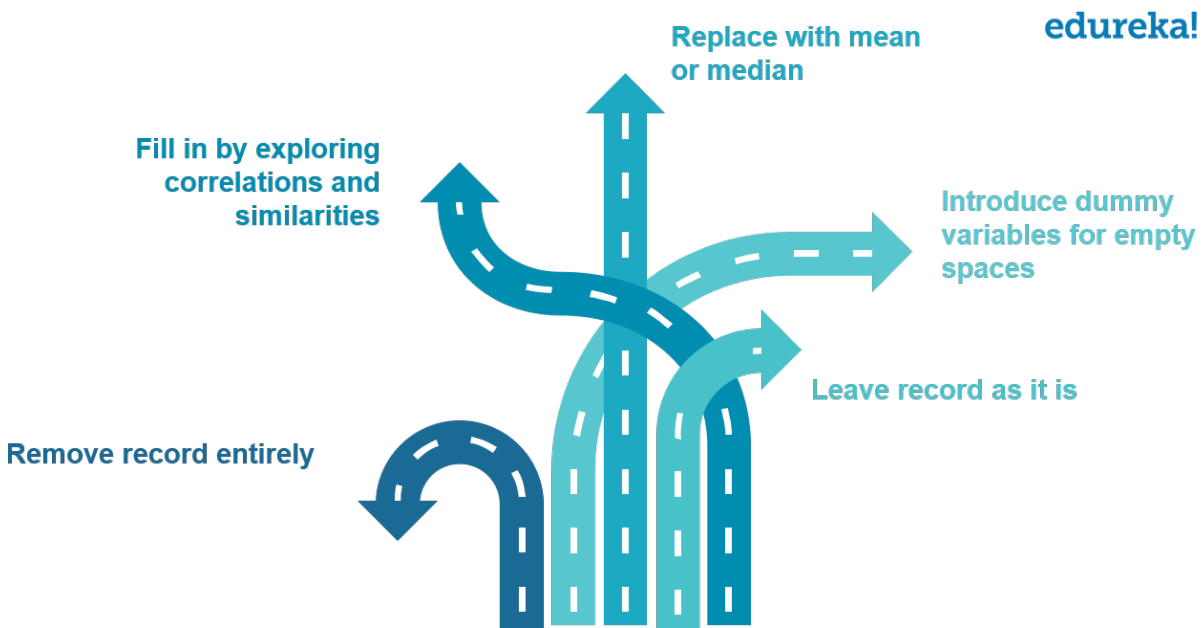 edureka!
Replace with mean
or median
Fill in by exploring
correlations and
similarities
Introduce dummy
variables for empty
spaces
Leave record as it is
Remove record entirely